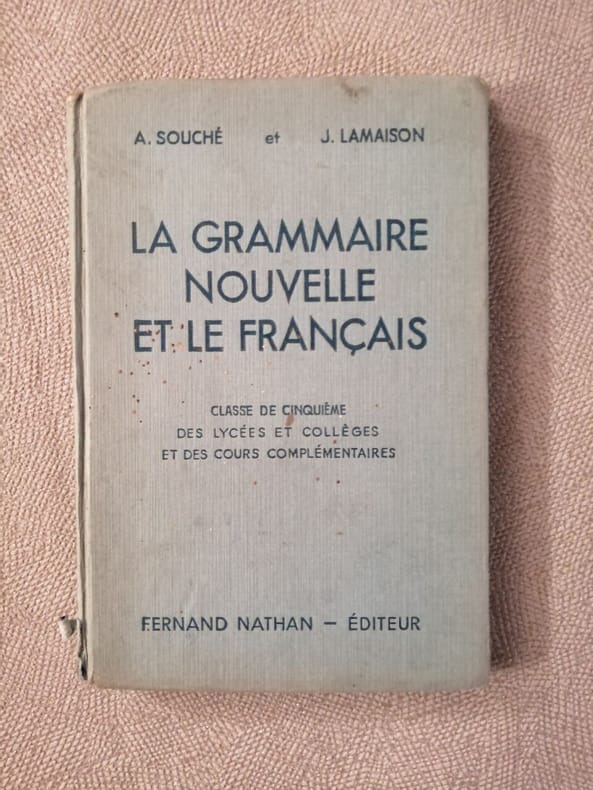 A. SOUCHÉ et J. LAMAISON
LA GRAMMAIRE
NOUVELLE
ET LE FRANÇAIS
CLASSE DE CINQUIÈME
DES LYCÉES ET COLLÈGES
ET DES COURS COMPLÉMENTAIRES
FERNAND NATHAN — ÉDITEUR